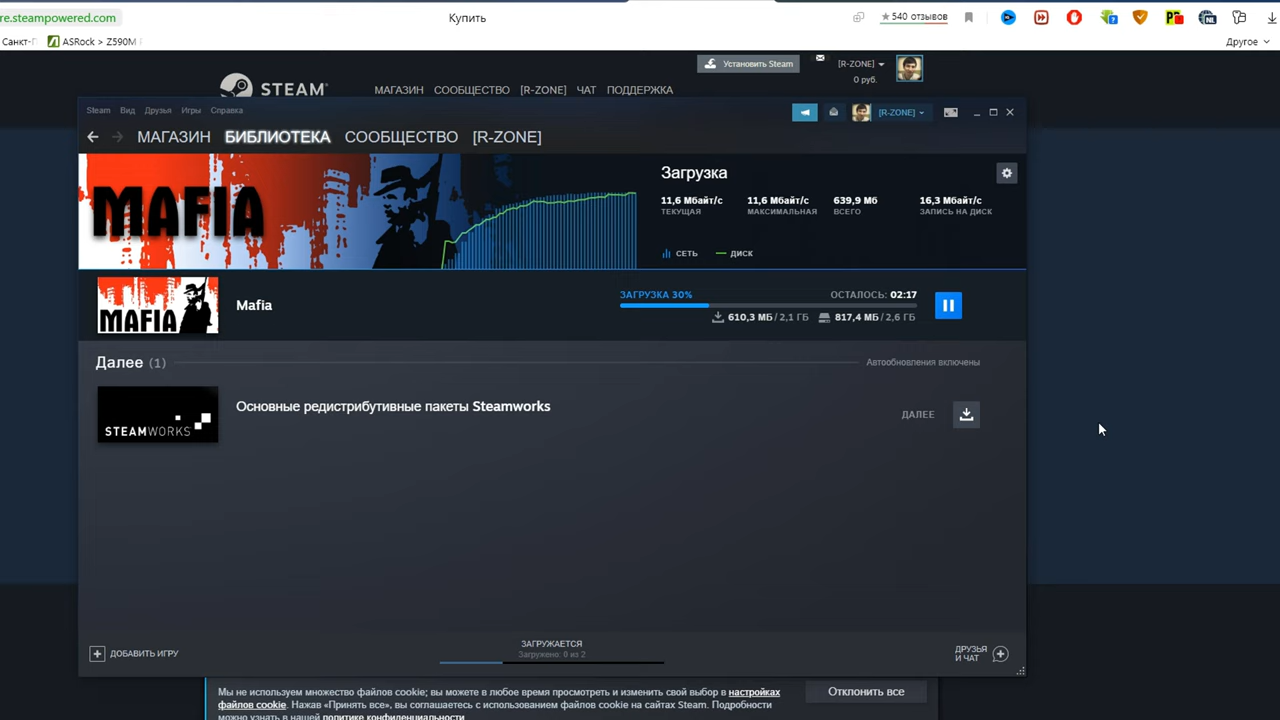 re.steampowered.com
Купить
540 отзывов
Санкт-П
ASRock > Z590M P
Другое
Установить Steam
[R-ZONE]
0 руб.
STEAM
МАГАЗИН СООБЩЕСТВО [R-ZONE] ЧАТ ПОДДЕРЖКА
Steam Вид Друзья Игры Справка
[R-ZONE]
МАГАЗИН БИБЛИОТЕКА СООБЩЕСТВО [R-ZONE]
MAFIA
Загрузка
11,6 Мбайт/с 11,6 Мбайт/с 639,9 Мб 16,3 Мбайт/с
ТЕКУЩАЯ МАКСИМАЛЬНАЯ ВСЕГО ЗАПИСЬ НА ДИСК
СЕТЬ ДИСК
MAFIA
Mafia
ЗАГРУЗКА 30% ОСТАЛОСЬ: 02:17
610,3 МБ / 2,1 ГБ 817,4 МБ / 2,6 ГБ
Далее (1)
Автообновления включены
STEAMWORKS
Основные редистрибутивные пакеты Steamworks
ДАЛЕЕ
ДОБАВИТЬ ИГРУ
ЗАГРУЖАЕТСЯ
Загружено: 0 из 2
ДРУЗЬЯ
И ЧАТ
Мы не используем множество файлов cookie; вы можете в любое время просмотреть и изменить свой выбор в настройках
файлов cookie. Нажав «Принять все», вы соглашаетесь с использованием файлов cookie на сайтах Steam. Подробности
можно узнать в нашей политике конфиденциальности
Отклонить все